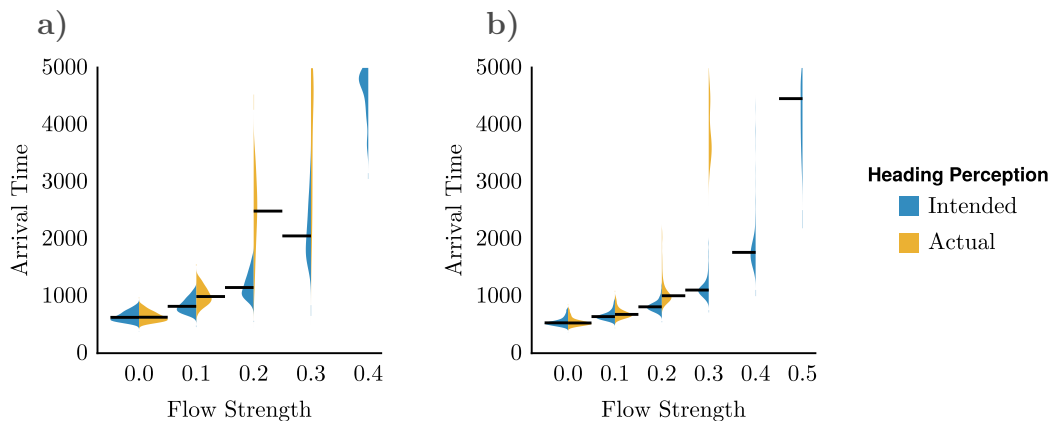 a)
5000
4000
3000
2000
1000
0
Arrival Time
0.0 0.1 0.2 0.3 0.4
Flow Strength
b)
5000
4000
3000
2000
1000
0
Arrival Time
0.0 0.1 0.2 0.3 0.4 0.5
Flow Strength
Heading Perception
Intended
Actual